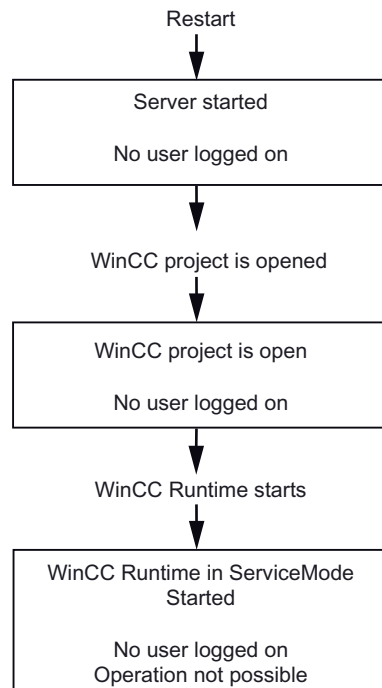 Restart
Server started
No user logged on
WinCC project is opened
WinCC project is open
No user logged on
WinCC Runtime starts
WinCC Runtime in ServiceMode
Started
No user logged on
Operation not possible